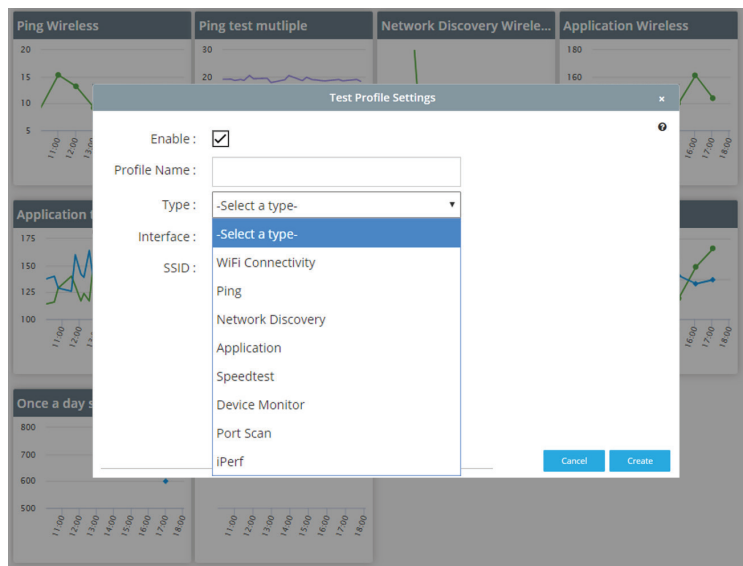 Ping Wireless
Ping test mutliple
Network Discovery Wirele...
Application Wireless
20
15
10
5
11:00
12:00
30
20
180
160
16:00
17:00
18:00
Test Profile Settings
×
Enable :
Profile Name :
Type :
-Select a type-
Interface :
-Select a type-
SSID :
WiFi Connectivity
Ping
Network Discovery
Application
Speedtest
Device Monitor
Port Scan
iPerf
Cancel
Create
Application
175
150
125
100
11:00
12:00
16:00
17:00
18:00
Once a day
800
700
600
500
11:00
12:00
13:00
14:00
15:00
16:00
17:00
18:00
11:00
12:00
13:00
14:00
15:00
16:00
17:00
18:00